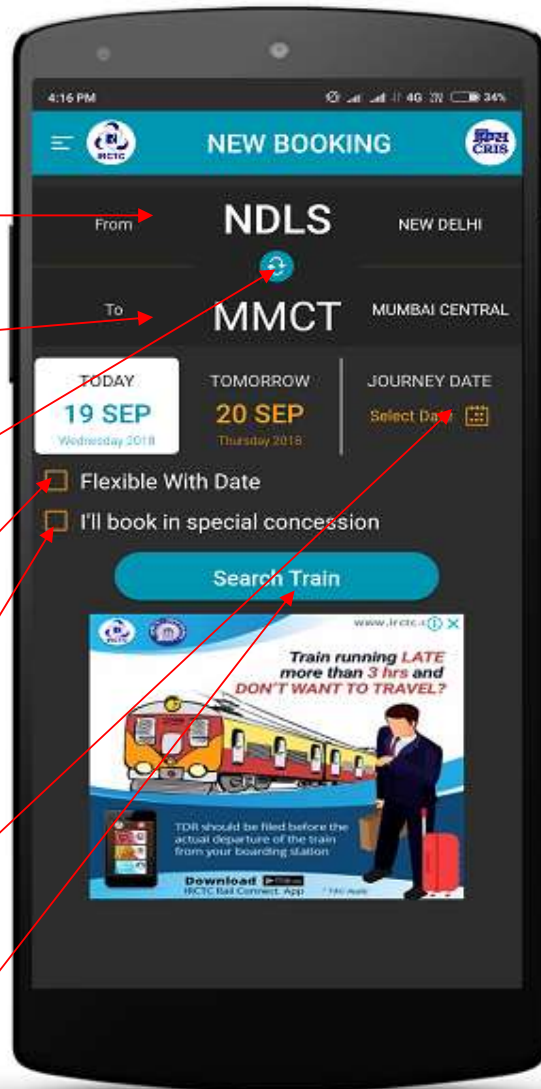 4:16 PM 4G 34%
IRCTC NEW BOOKING क्रिस CRIS
From NDLS NEW DELHI
To MMCT MUMBAI CENTRAL
TODAY TOMORROW JOURNEY DATE
19 SEP 20 SEP Select Date
Wednesday 2018 Thursday 2018
Flexible With Date
I'll book in special concession
Search Train
IRCTC
Train running LATE
more than 3 hrs and
DON'T WANT TO TRAVEL?
TDR should be filed before the
actual departure of the train
from your boarding station
Download
IRCTC Rail Connect App